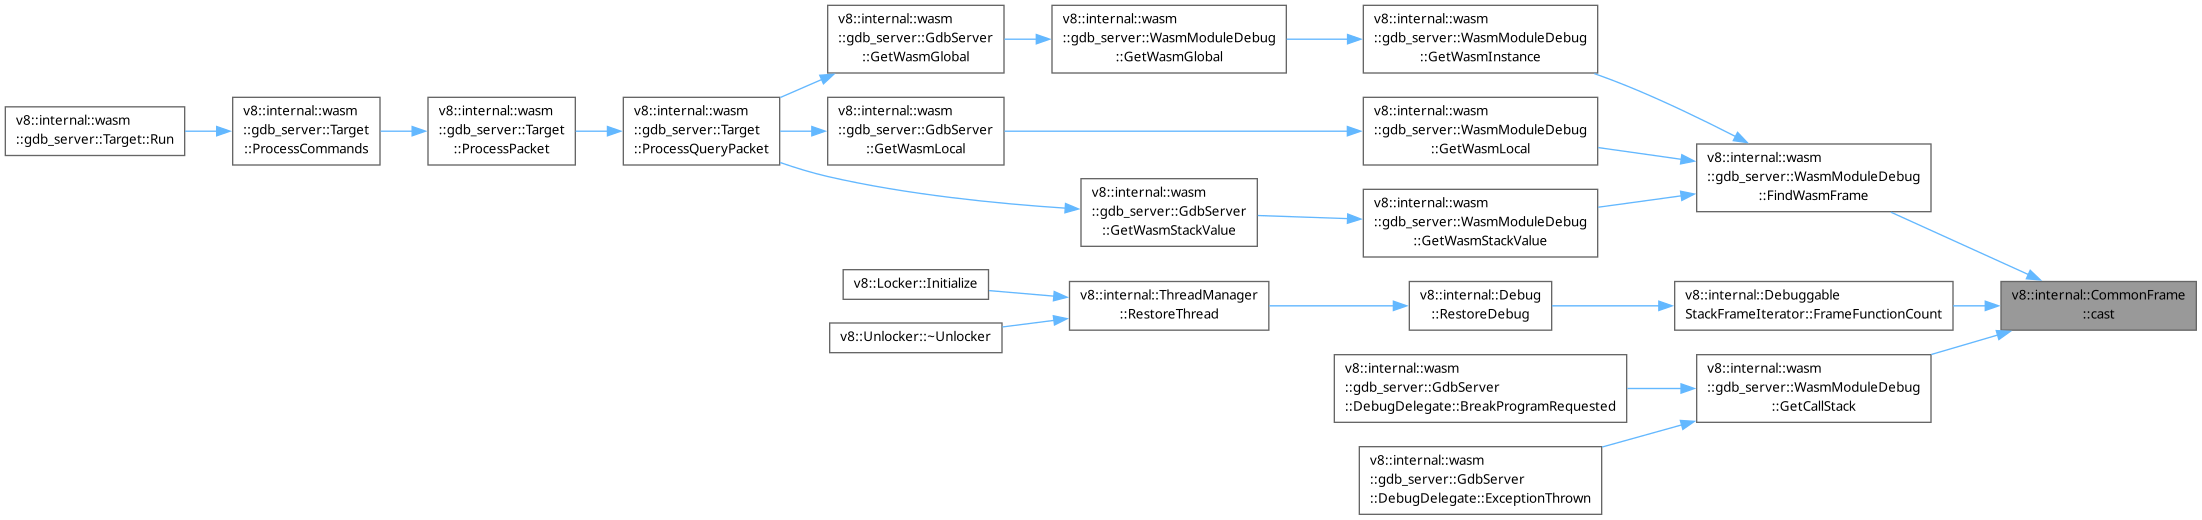 v8::internal::wasm
::gdb_server::Target::Run
v8::internal::wasm
::gdb_server::Target
::ProcessCommands
v8::internal::wasm
::gdb_server::Target
::ProcessPacket
v8::internal::wasm
::gdb_server::Target
::ProcessQueryPacket
v8::internal::wasm
::gdb_server::GdbServer
::GetWasmGlobal
v8::internal::wasm
::gdb_server::WasmModuleDebug
::GetWasmGlobal
v8::internal::wasm
::gdb_server::WasmModuleDebug
::GetWasmInstance
v8::internal::wasm
::gdb_server::GdbServer
::GetWasmLocal
v8::internal::wasm
::gdb_server::WasmModuleDebug
::GetWasmLocal
v8::internal::wasm
::gdb_server::GdbServer
::GetWasmStackValue
v8::internal::wasm
::gdb_server::WasmModuleDebug
::GetWasmStackValue
v8::internal::wasm
::gdb_server::WasmModuleDebug
::FindWasmFrame
v8::Locker::Initialize
v8::Unlocker::~Unlocker
v8::internal::ThreadManager
::RestoreThread
v8::internal::Debug
::RestoreDebug
v8::internal::Debuggable
StackFrameIterator::FrameFunctionCount
v8::internal::CommonFrame
::cast
v8::internal::wasm
::gdb_server::GdbServer
::DebugDelegate::BreakProgramRequested
v8::internal::wasm
::gdb_server::WasmModuleDebug
::GetCallStack
v8::internal::wasm
::gdb_server::GdbServer
::DebugDelegate::ExceptionThrown